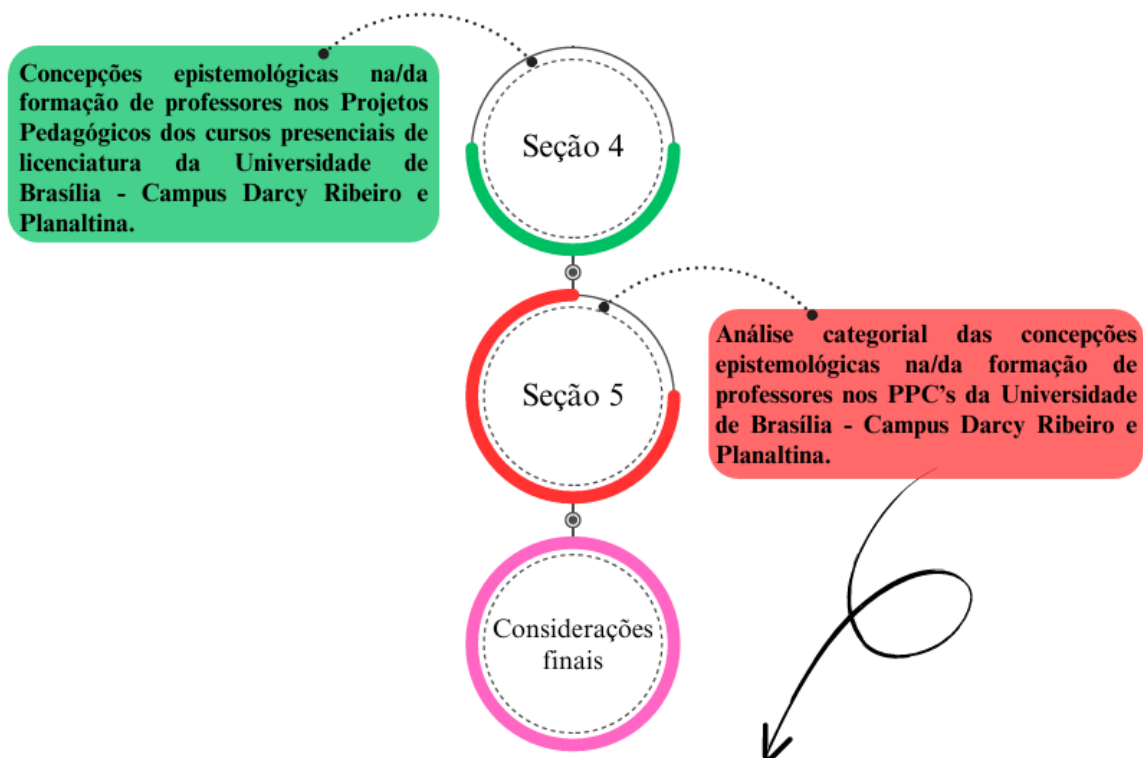 Concepções epistemológicas na/da
formação de professores nos Projetos
Pedagógicos dos cursos presenciais de
licenciatura da Universidade de
Brasília - Campus Darcy Ribeiro e
Planaltina.
Seção 4
Seção 5
Análise categorial das concepções
epistemológicas na/da formação de
professores nos PPC's da Universidade
de Brasília - Campus Darcy Ribeiro e
Planaltina.
Considerações
finais